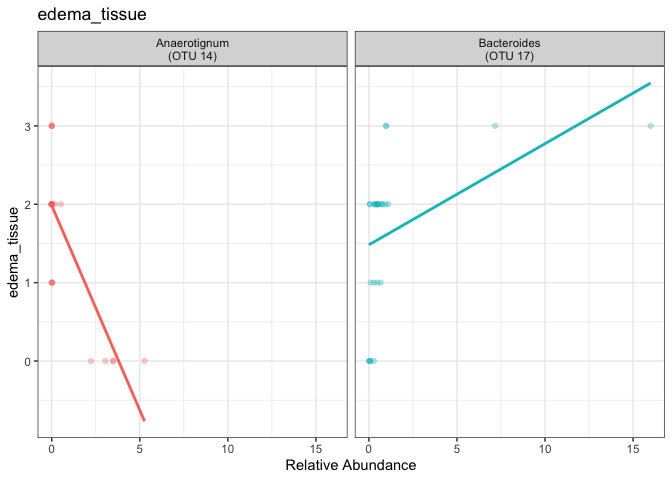 edema_tissue
Anaerotignum
(OTU 14)
Bacteroides
(OTU 17)
edema_tissue
3
2
1
0
0
5
10
15
0
5
10
15
Relative Abundance